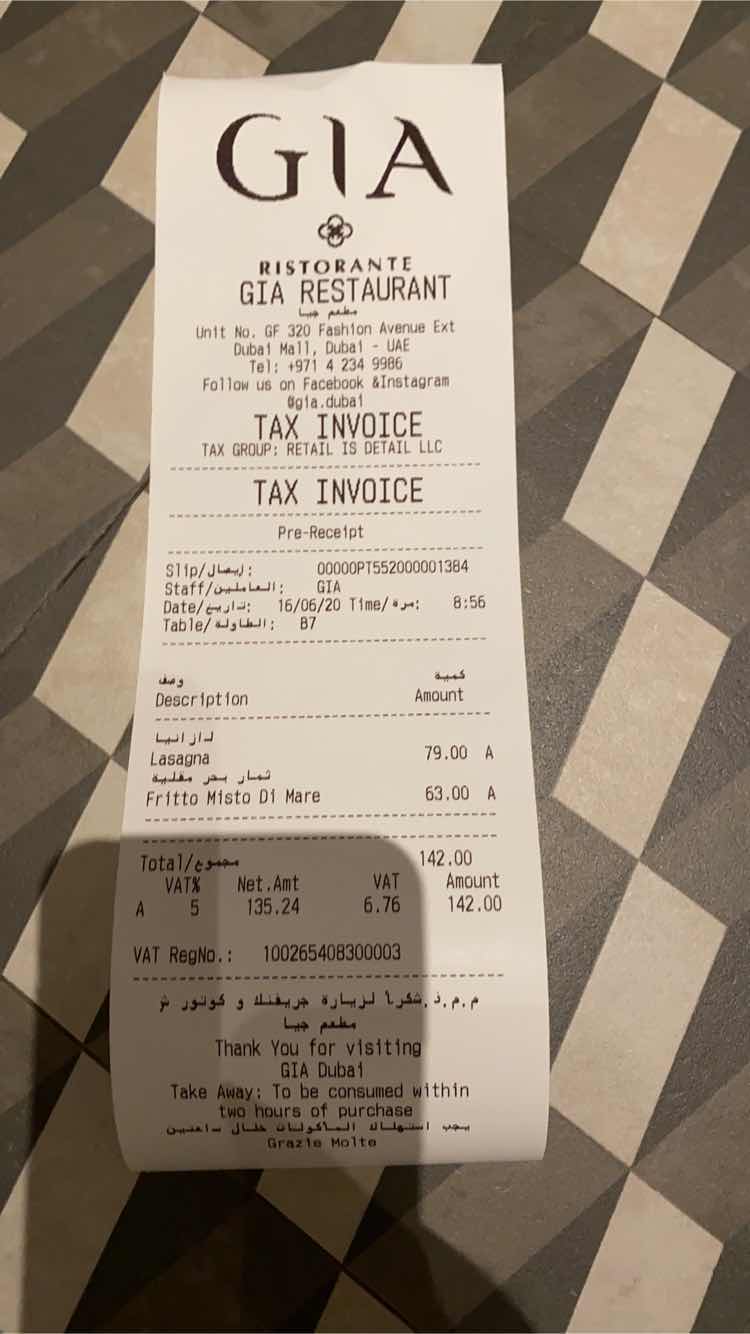 GIA
RISTORANTE
GIA RESTAURANT
مطعم جيا
Unit No. GF 320 Fashion Avenue Ext
Dubai Mall, Dubai - UAE
Tel: +971 4 234 9986
Follow us on Facebook &Instagram
@gia.dubai
TAX INVOICE
TAX GROUP: RETAIL IS DETAIL LLC
TAX INVOICE
Pre-Receipt
Slip/إيصال: 00000PT552000001384
Staff/العاملين: GIA
Date/تاريخ: 16/06/20 Time/مرة: 8:56
Table/الطاولة: B7
وصف كمية
Description Amount
لازانيا
Lasagna 79.00 A
ثمار بحر مقلية
Fritto Misto Di Mare 63.00 A
Total/مجموع 142.00
VAT% Net.Amt VAT Amount
A 5 135.24 6.76 142.00
VAT RegNo.: 100265408300003
م.م.ذ.شكراً لزيارة جريفنك و كوتور ش
مطعم جيا
Thank You for visiting
GIA Dubai
Take Away: To be consumed within
two hours of purchase
يجب استهلاك المأكولات خلال ساعتين
Grazie Molte